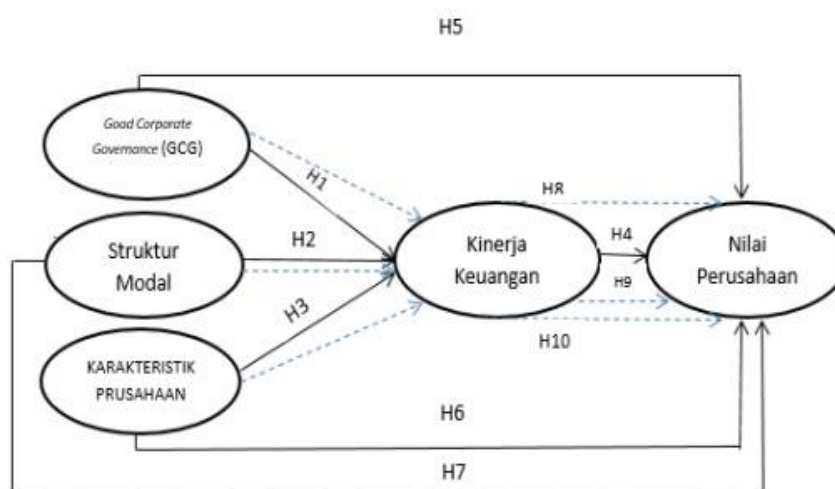 H5
Good Corporate
Governance (GCG)
H1
H8
Struktur
Modal
H2
Kinerja
Keuangan
H4
Nilai
Perusahaan
H3
H9
H10
KARAKTERISTIK
PRUSAHAAN
H6
H7